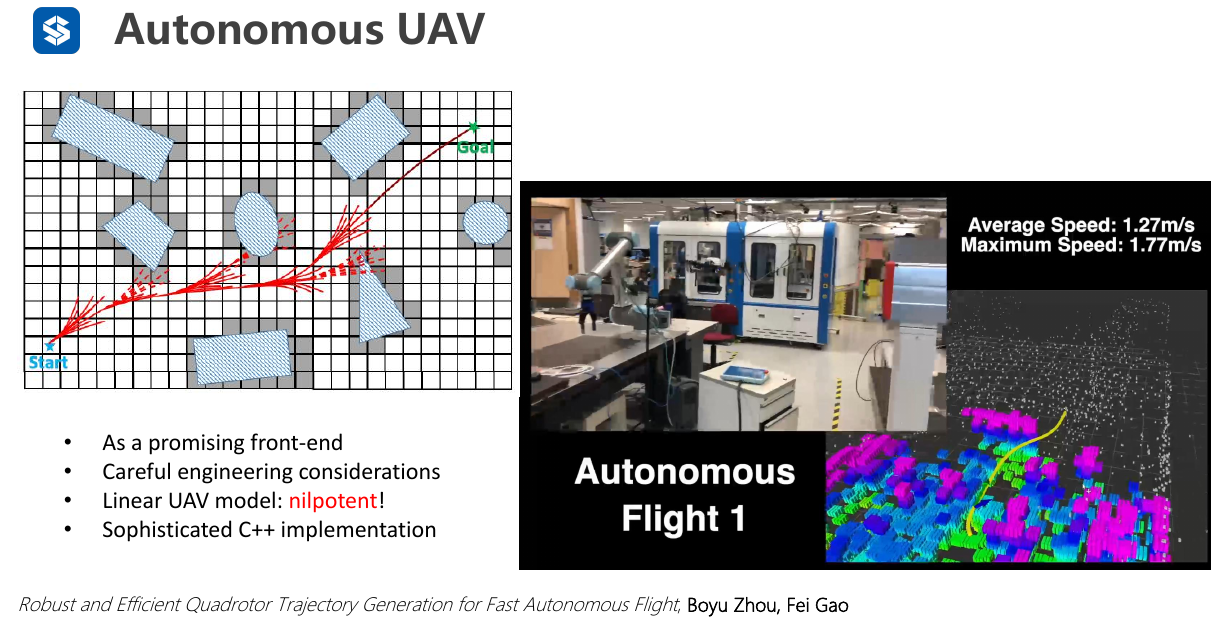 Autonomous UAV
Goal
Start
Average Speed: 1.27m/s
Maximum Speed: 1.77m/s
Autonomous
Flight 1
• As a promising front-end
• Careful engineering considerations
• Linear UAV model: nilpotent!
• Sophisticated C++ implementation
Robust and Efficient Quadrotor Trajectory Generation for Fast Autonomous Flight, Boyu Zhou, Fei Gao